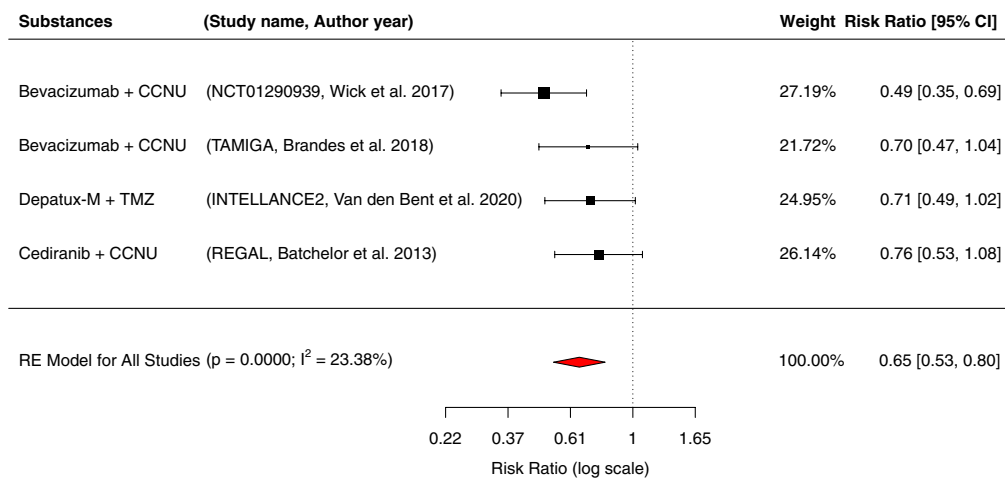 Substances (Study name, Author year) Weight Risk Ratio [95% CI]
Bevacizumab + CCNU (NCT01290939, Wick et al. 2017) 27.19% 0.49 [0.35, 0.69]
Bevacizumab + CCNU (TAMIGA, Brandes et al. 2018) 21.72% 0.70 [0.47, 1.04]
Depatux-M + TMZ (INTELLANCE2, Van den Bent et al. 2020) 24.95% 0.71 [0.49, 1.02]
Cediranib + CCNU (REGAL, Batchelor et al. 2013) 26.14% 0.76 [0.53, 1.08]
RE Model for All Studies (p = 0.0000; I² = 23.38%) 100.00% 0.65 [0.53, 0.80]
0.22 0.37 0.61 1 1.65
Risk Ratio (log scale)